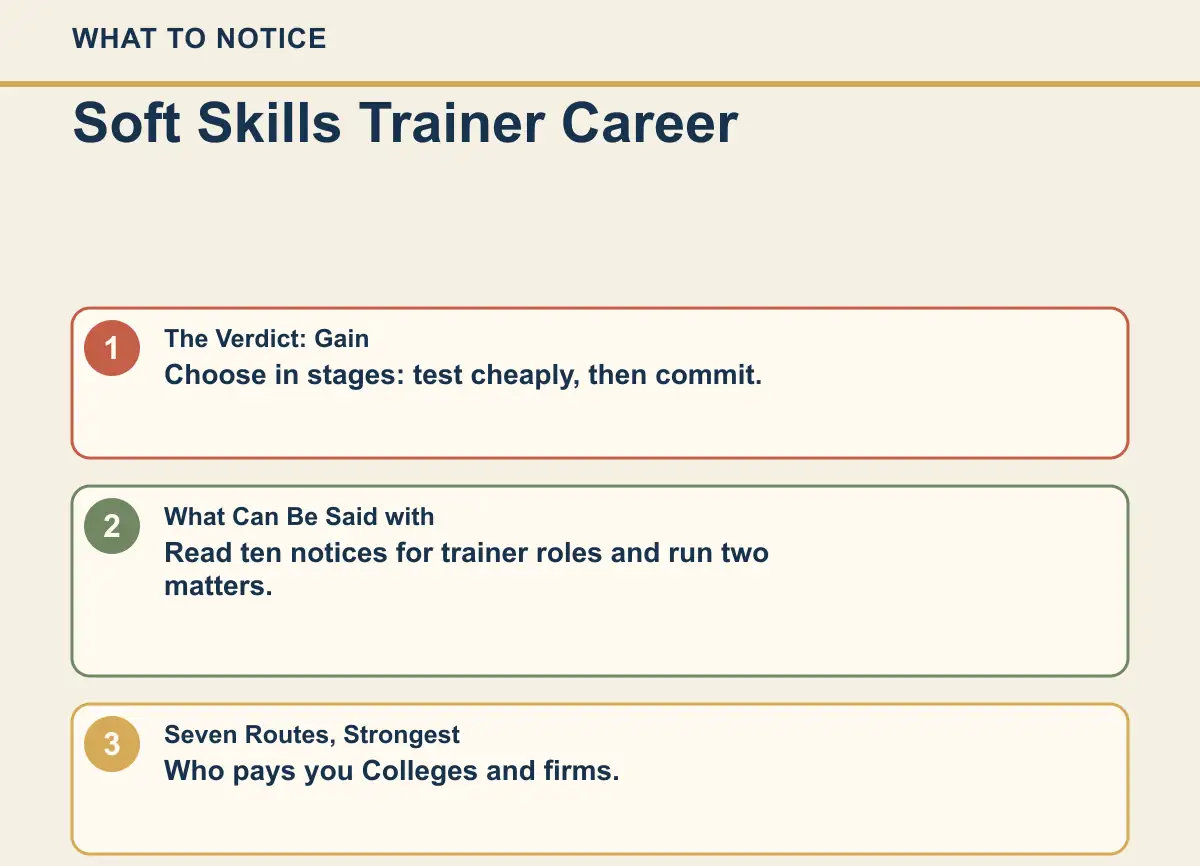 WHAT TO NOTICE
Soft Skills Trainer Career
1
The Verdict: Gain
Choose in stages: test cheaply, then commit.
2
What Can Be Said with
Read ten notices for trainer roles and run two
matters.
3
Seven Routes, Strongest
Who pays you Colleges and firms.